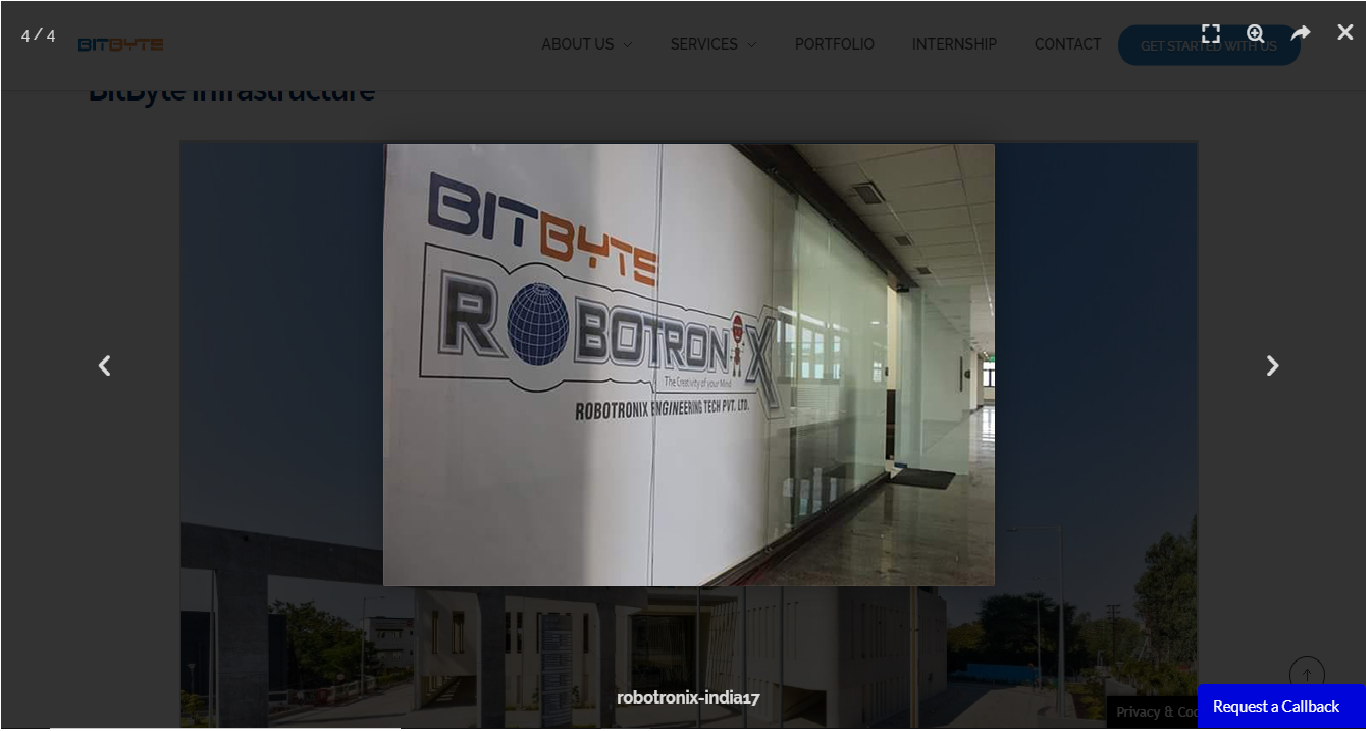 4 / 4
BITBYTE
ABOUT US
SERVICES
PORTFOLIO
INTERNSHIP
CONTACT
GET STARTED WITH US
BitByte Infrastructure
BITBYTE
ROBOTRONIX
The Creativity of your Mind
ROBOTRONIX ENGINEERING TECH PVT. LTD.
robotronix-india17
Privacy & Coo
Request a Callback